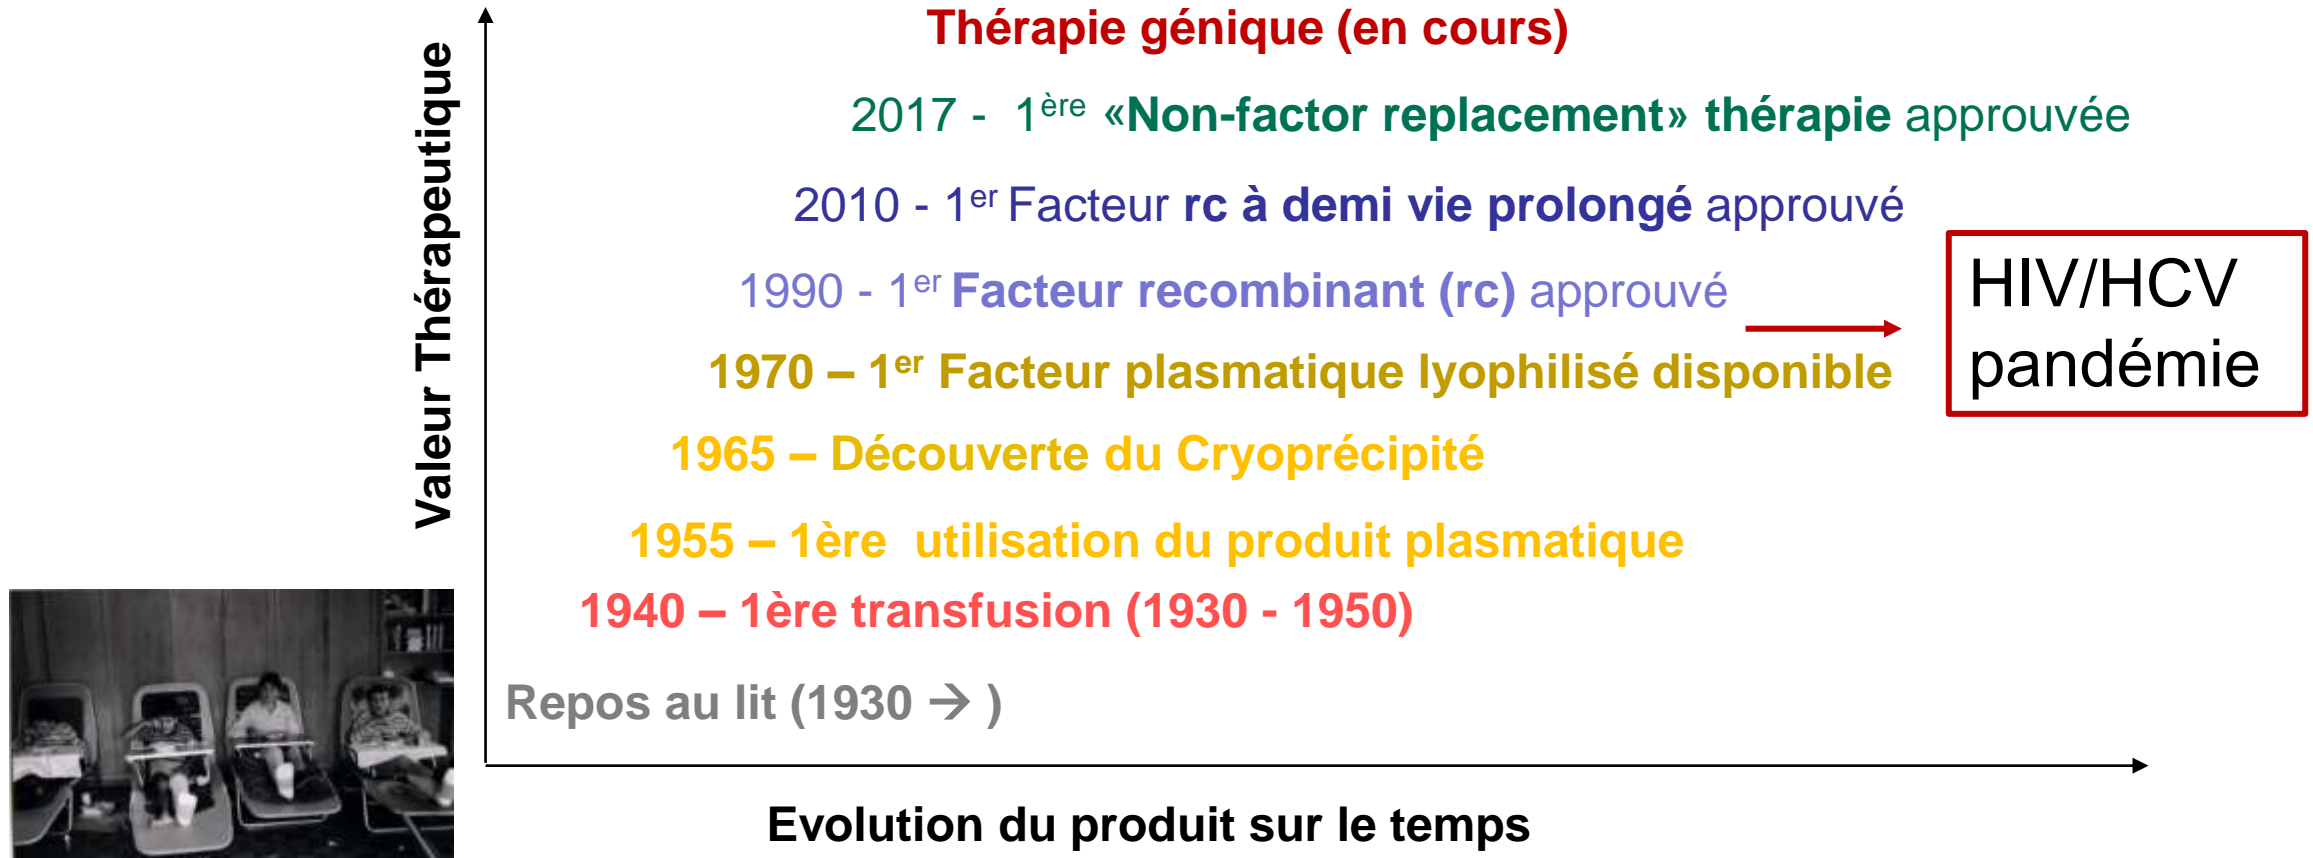 Thérapie génique (en cours)
Valeur Thérapeutique
2017 - 1ère «Non-factor replacement» thérapie approuvée
2010 - 1er Facteur rc à demi vie prolongé approuvé
1990 - 1er Facteur recombinant (rc) approuvé
HIV/HCV
pandémie
1970 – 1er Facteur plasmatique lyophilisé disponible
1965 – Découverte du Cryoprécipité
1955 – 1ère utilisation du produit plasmatique
1940 – 1ère transfusion (1930 - 1950)
Repos au lit (1930 → )
Evolution du produit sur le temps